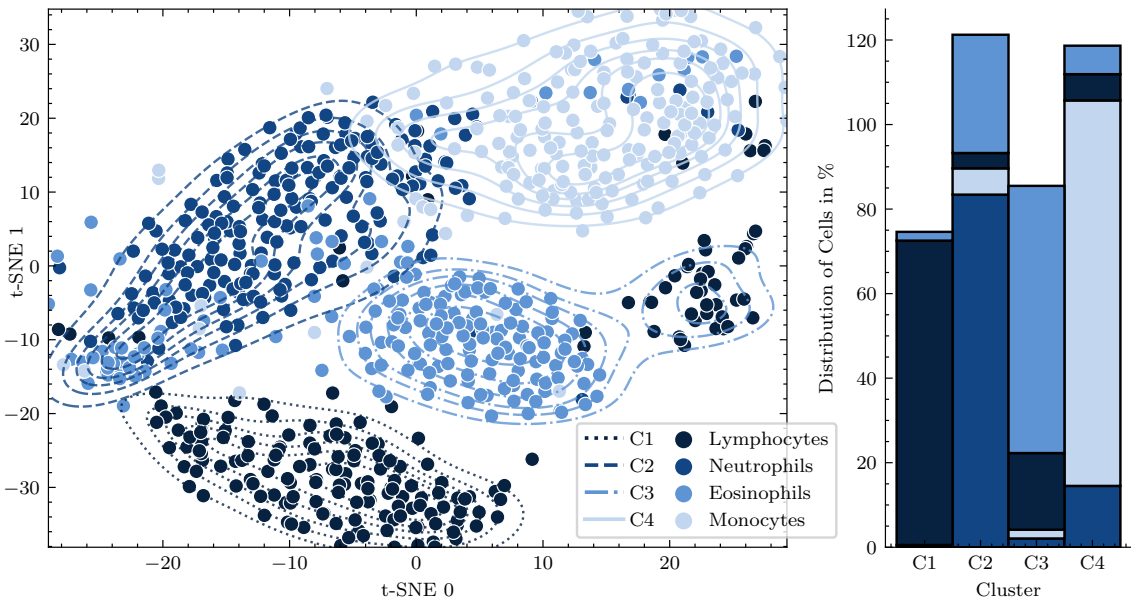 30
20
10
0
−10
−20
−30
t-SNE 1
−20
−10
0
10
20
t-SNE 0
C1 Lymphocytes
C2 Neutrophils
C3 Eosinophils
C4 Monocytes
120
100
80
60
40
20
0
Distribution of Cells in %
C1 C2 C3 C4
Cluster